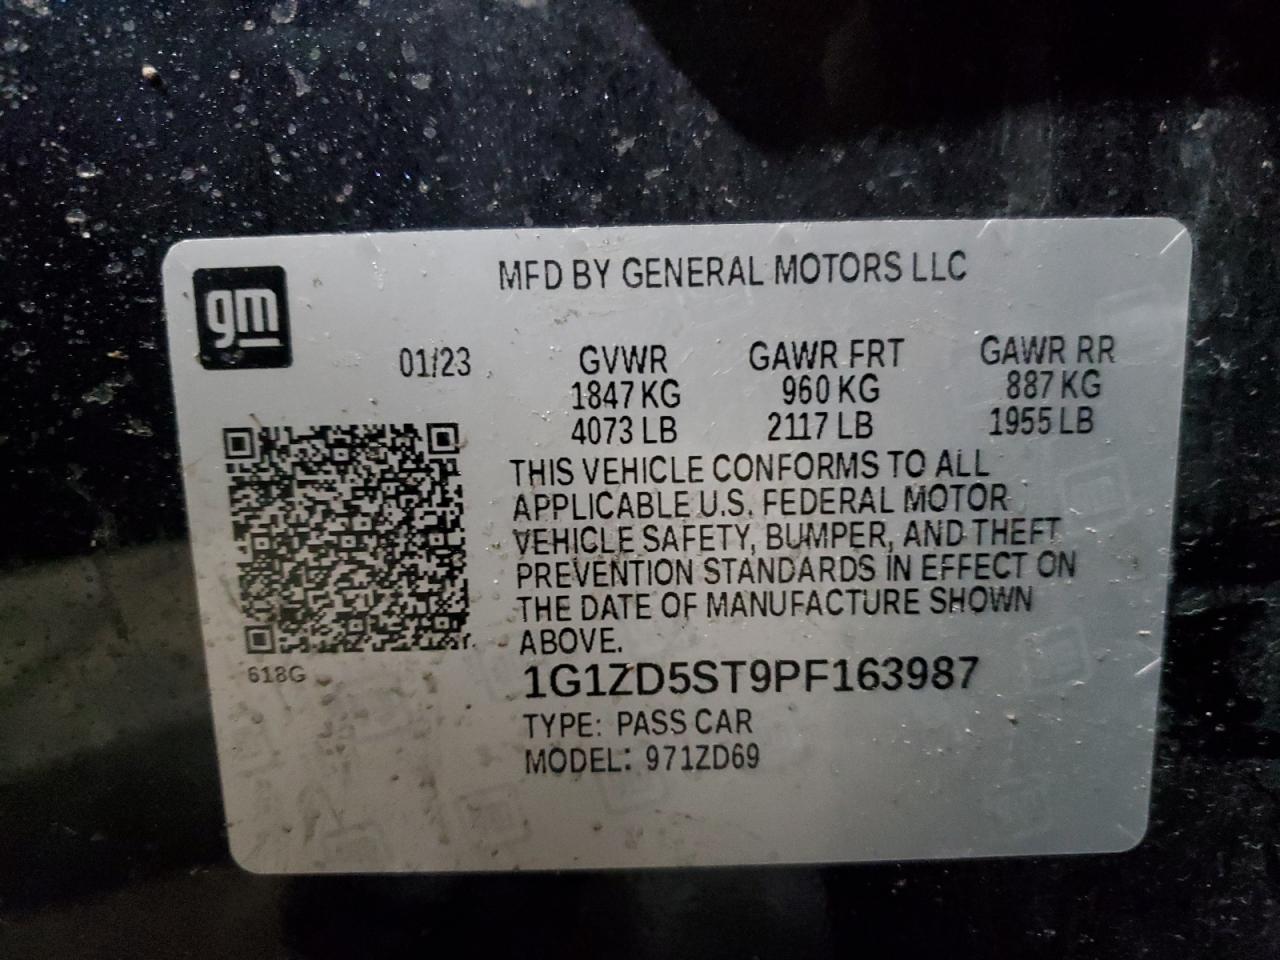 MFD BY GENERAL MOTORS LLC
gm
01/23
GVWR GAWR FRT GAWR RR
1847 KG 960 KG 887 KG
4073 LB 2117 LB 1955 LB
THIS VEHICLE CONFORMS TO ALL
APPLICABLE U.S. FEDERAL MOTOR
VEHICLE SAFETY, BUMPER, AND THEFT
PREVENTION STANDARDS IN EFFECT ON
THE DATE OF MANUFACTURE SHOWN
ABOVE.
618G
1G1ZD5ST9PF163987
TYPE: PASS CAR
MODEL: 971ZD69